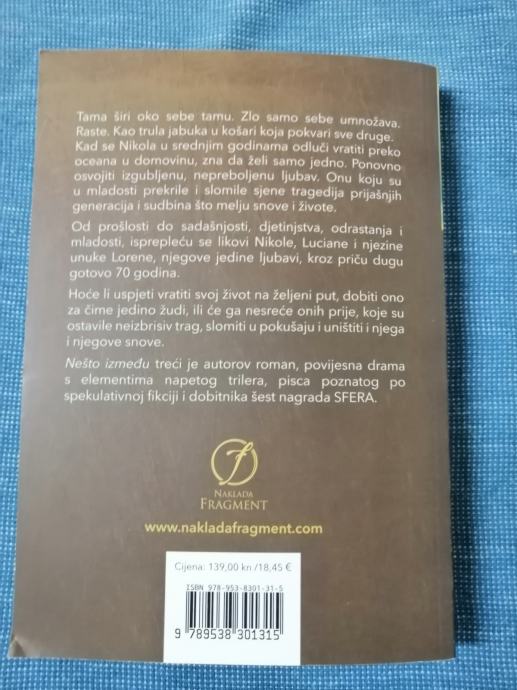 Tama širi oko sebe tamu. Zlo samo sebe umnožava.
Raste. Kao trula jabuka u košari koja pokvari sve druge.
Kad se Nikola u srednjim godinama odluči vratiti preko
oceana u domovinu, zna da želi samo jedno. Ponovno
osvojiti izgubljenu, nepreboljenu ljubav. Onu koju su
u mladosti prekrile i slomile sjene tragedija prijašnjih
generacija i sudbina što melju snove i živote.
Od prošlosti do sadašnjosti, djetinjstva, odrastanja i
mladosti, isprepleću se likovi Nikole, Luciane i njezine
unuke Lorene, njegove jedine ljubavi, kroz priču dugu
gotovo 70 godina.
Hoće li uspjeti vratiti svoj život na željeni put, dobiti ono
za čime jedino žudi, ili će ga nesreće onih prije, koje su
ostavile neizbrisiv trag, slomiti u pokušaju i uništiti i njega
i njegove snove.
Nešto između treći je autorov roman, povijesna drama
s elementima napetog trilera, pisca poznatog po
spekulativnoj fikciji i dobitnika šest nagrada SFERA.
f
NAKLADA
FRAGMENT
www.nakladafragment.com
Cijena: 139,00 kn /18,45 €
ISBN 978-953-8301-31-5
9 789538 301315